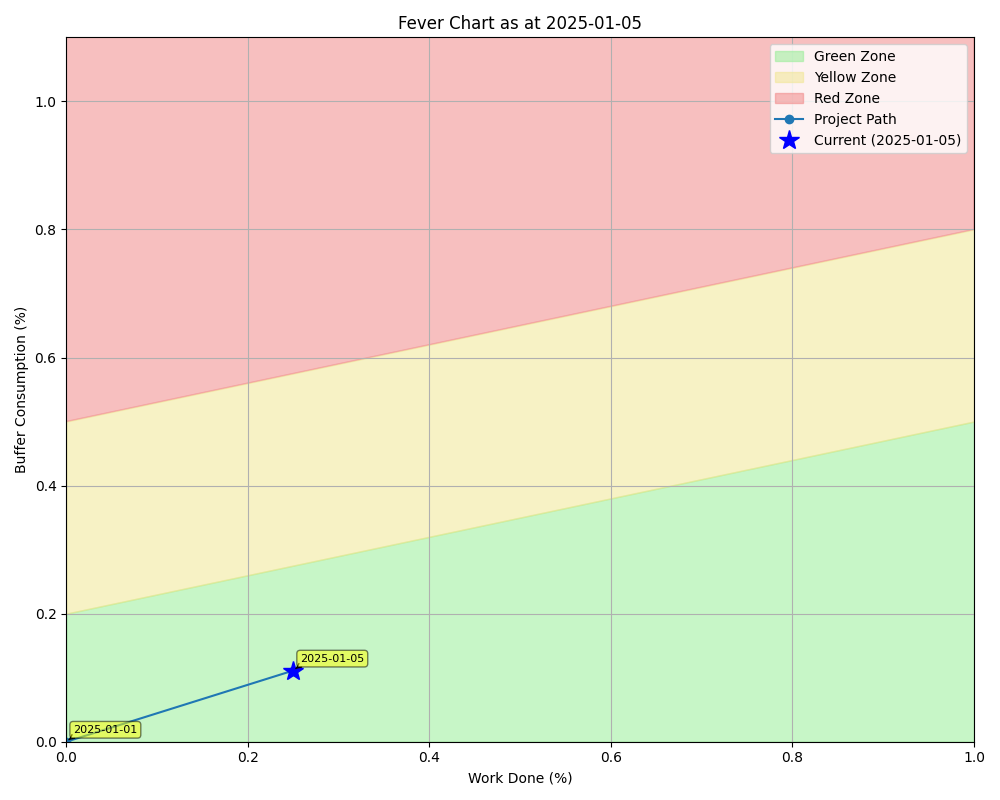 Fever Chart as at 2025-01-05
Green Zone
Yellow Zone
Red Zone
Project Path
Current (2025-01-05)
Buffer Consumption (%)
1.0
0.8
0.6
0.4
0.2
0.0
2025-01-05
2025-01-01
0.0 0.2 0.4 0.6 0.8 1.0
Work Done (%)